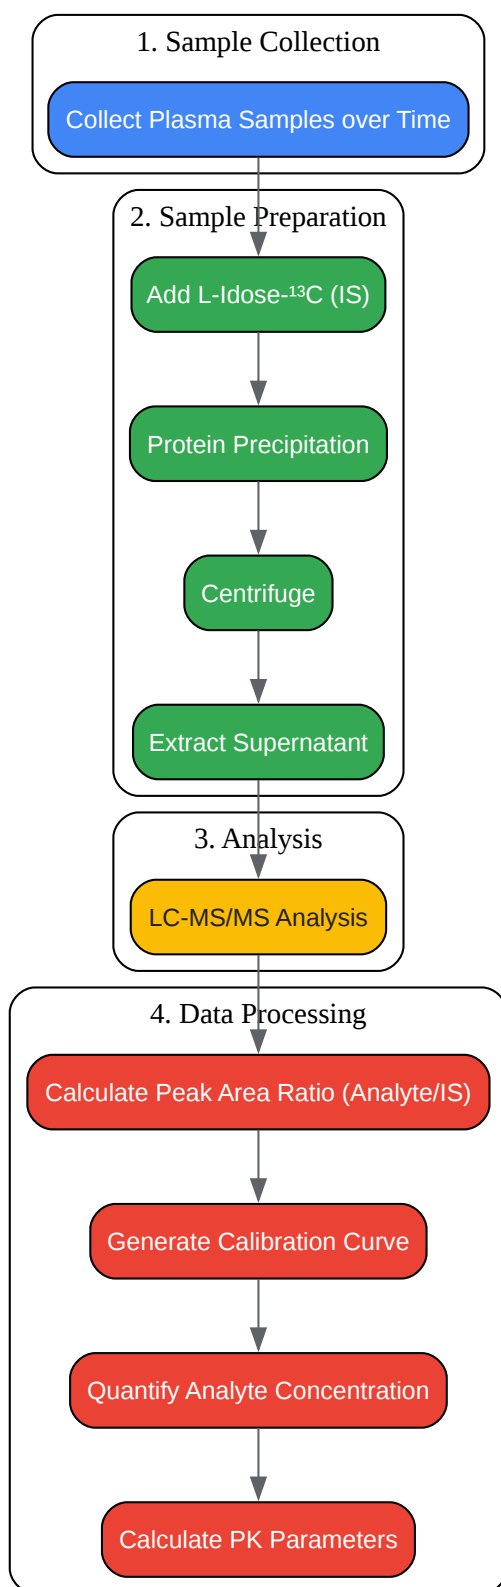 1. Sample Collection
Collect Plasma Samples over Time
2. Sample Preparation
Add L-Idose-¹³C (IS)
Protein Precipitation
Centrifuge
Extract Supernatant
3. Analysis
LC-MS/MS Analysis
4. Data Processing
Calculate Peak Area Ratio (Analyte/IS)
Generate Calibration Curve
Quantify Analyte Concentration
Calculate PK Parameters